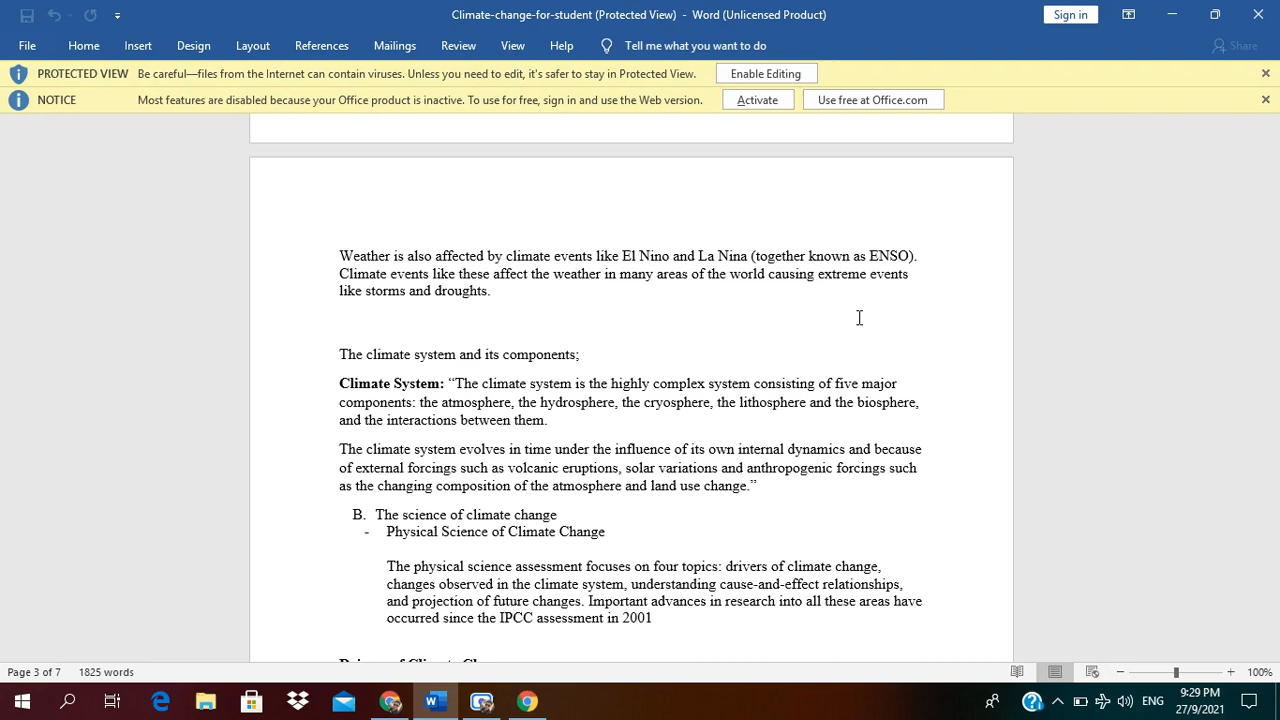 Climate-change-for-student (Protected View) - Word (Unlicensed Product)
Sign in
File Home Insert Design Layout References Mailings Review View Help Tell me what you want to do Share
PROTECTED VIEW Be careful—files from the Internet can contain viruses. Unless you need to edit, it's safer to stay in Protected View. Enable Editing
NOTICE Most features are disabled because your Office product is inactive. To use for free, sign in and use the Web version. Activate Use free at Office.com
Weather is also affected by climate events like El Nino and La Nina (together known as ENSO).
Climate events like these affect the weather in many areas of the world causing extreme events
like storms and droughts.
The climate system and its components;
Climate System: “The climate system is the highly complex system consisting of five major
components: the atmosphere, the hydrosphere, the cryosphere, the lithosphere and the biosphere,
and the interactions between them.
The climate system evolves in time under the influence of its own internal dynamics and because
of external forcings such as volcanic eruptions, solar variations and anthropogenic forcings such
as the changing composition of the atmosphere and land use change.”
B. The science of climate change
- Physical Science of Climate Change
The physical science assessment focuses on four topics: drivers of climate change,
changes observed in the climate system, understanding cause-and-effect relationships,
and projection of future changes. Important advances in research into all these areas have
occurred since the IPCC assessment in 2001
Page 3 of 7 1825 words 100%
ENG
9:29 PM
27/9/2021